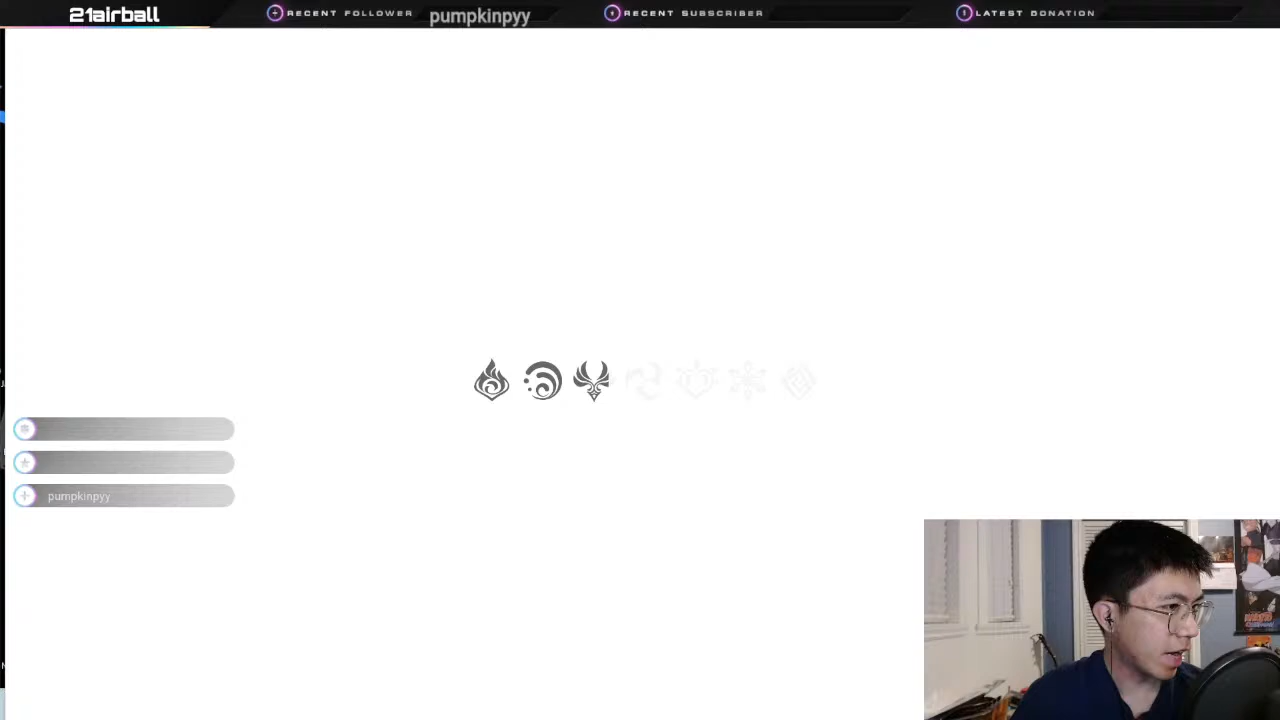 21airball
RECENT FOLLOWER
pumpkinpyy
RECENT SUBSCRIBER
LATEST DONATION
pumpkinpyy